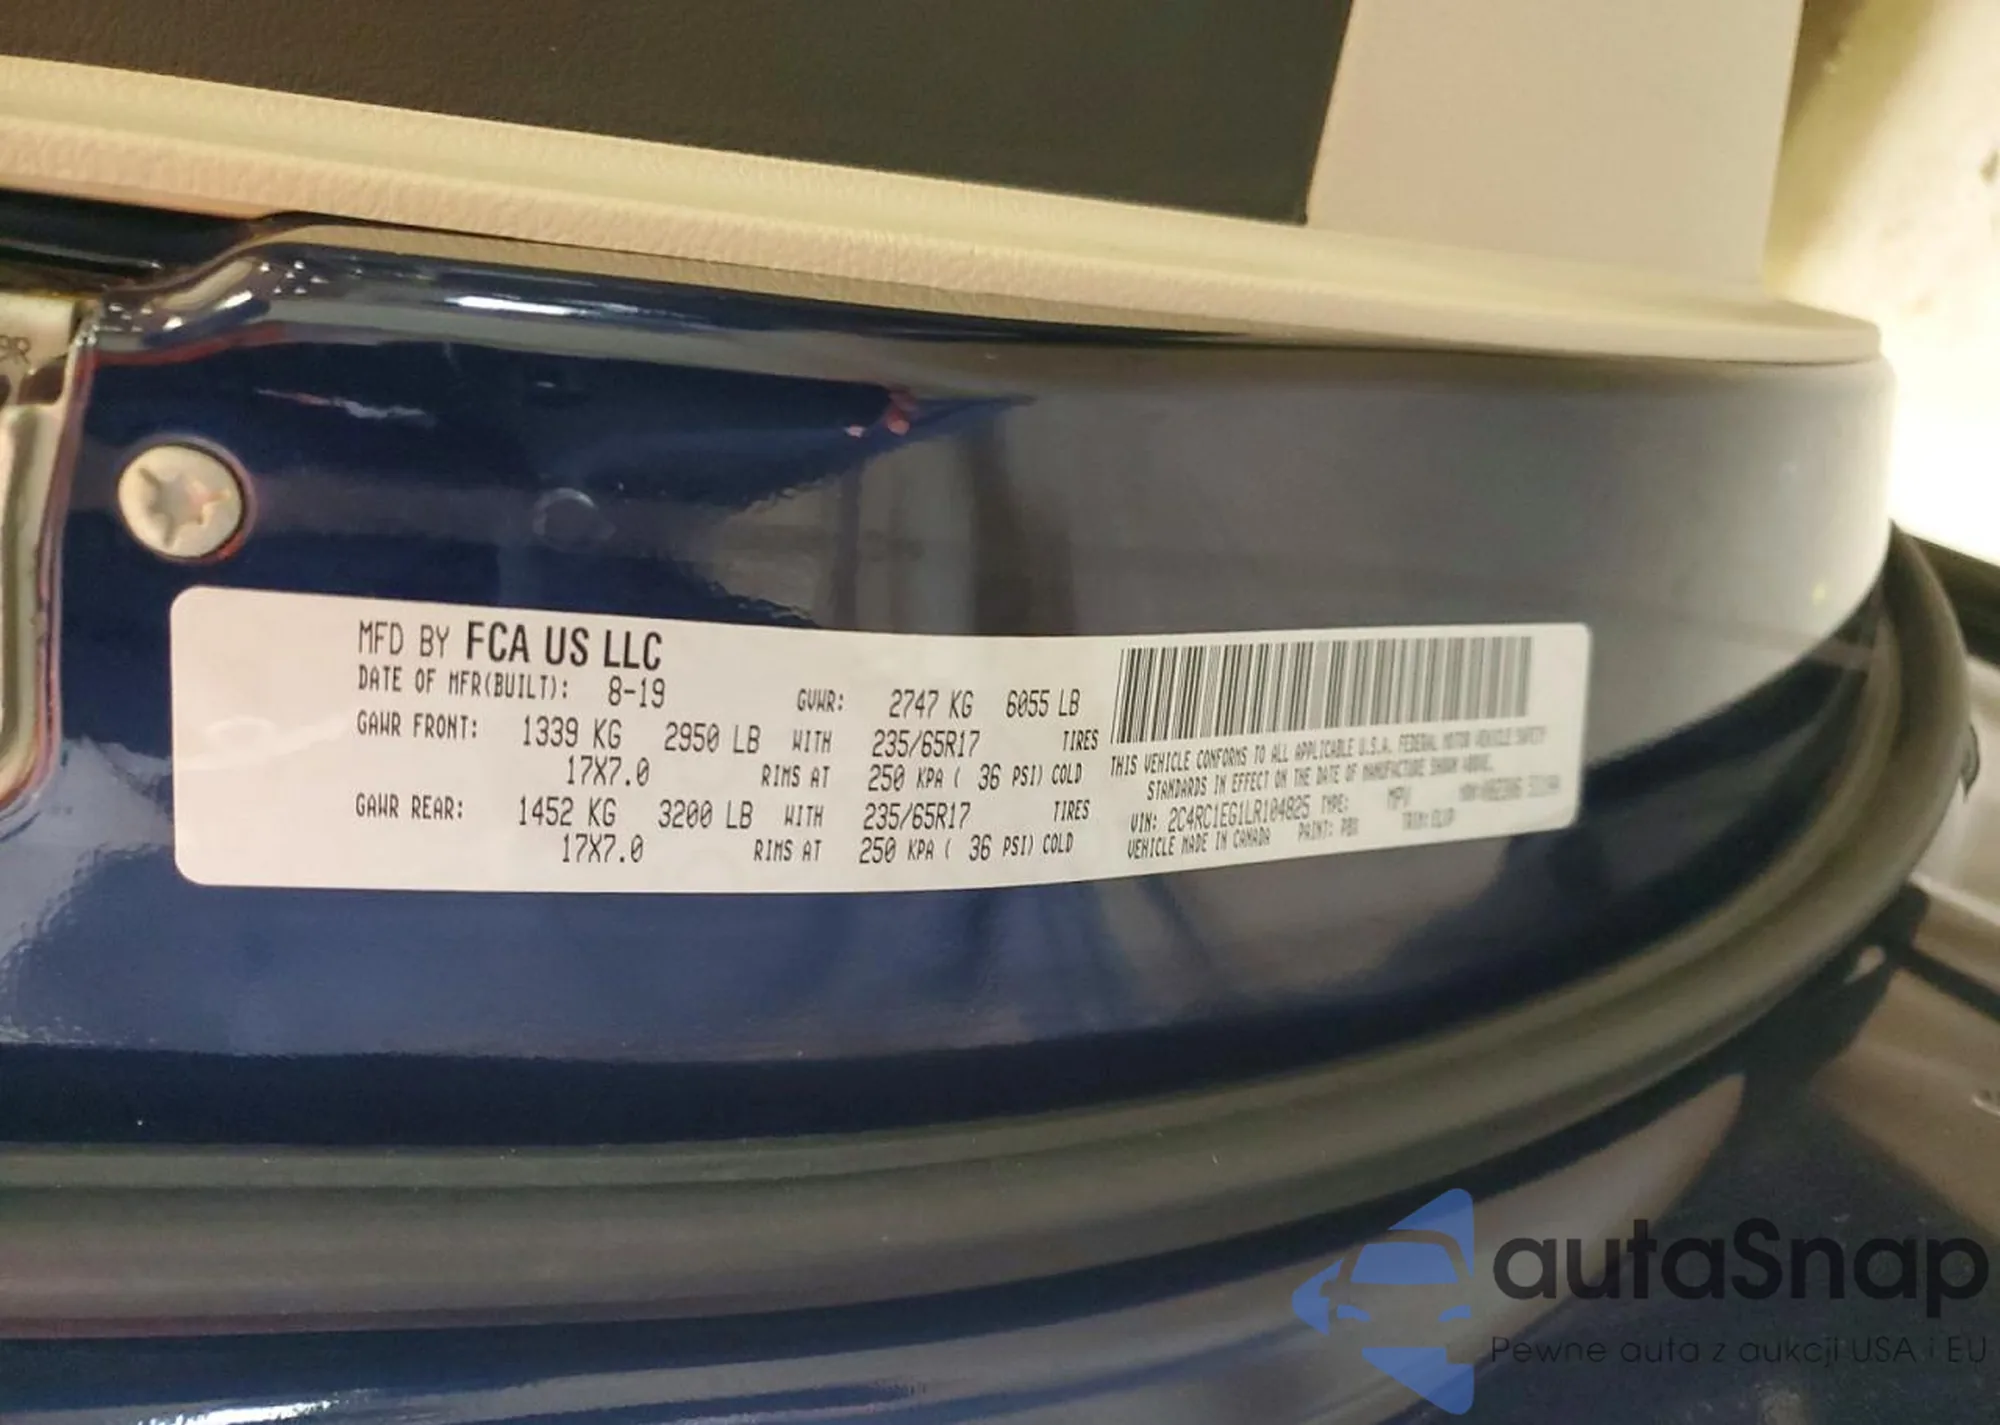 MFD BY FCA US LLC
DATE OF MFR(BUILT): 8-19 GVWR: 2747 KG 6055 LB
GAWR FRONT: 1339 KG 2950 LB WITH 235/65R17 TIRES
17X7.0 RIMS AT 250 KPA ( 36 PSI) COLD
GAWR REAR: 1452 KG 3200 LB WITH 235/65R17 TIRES
17X7.0 RIMS AT 250 KPA ( 36 PSI) COLD
THIS VEHICLE CONFORMS TO ALL APPLICABLE U.S.A. FEDERAL MOTOR VEHICLE SAFETY
STANDARDS IN EFFECT ON THE DATE OF MANUFACTURE SHOWN ABOVE.
VIN: 2C4RC1EG1LR104825 TYPE: MPV
VEHICLE MADE IN CANADA PAINT: PBX TRIM:
autaSnap
Pewne auta z aukcji USA i EU